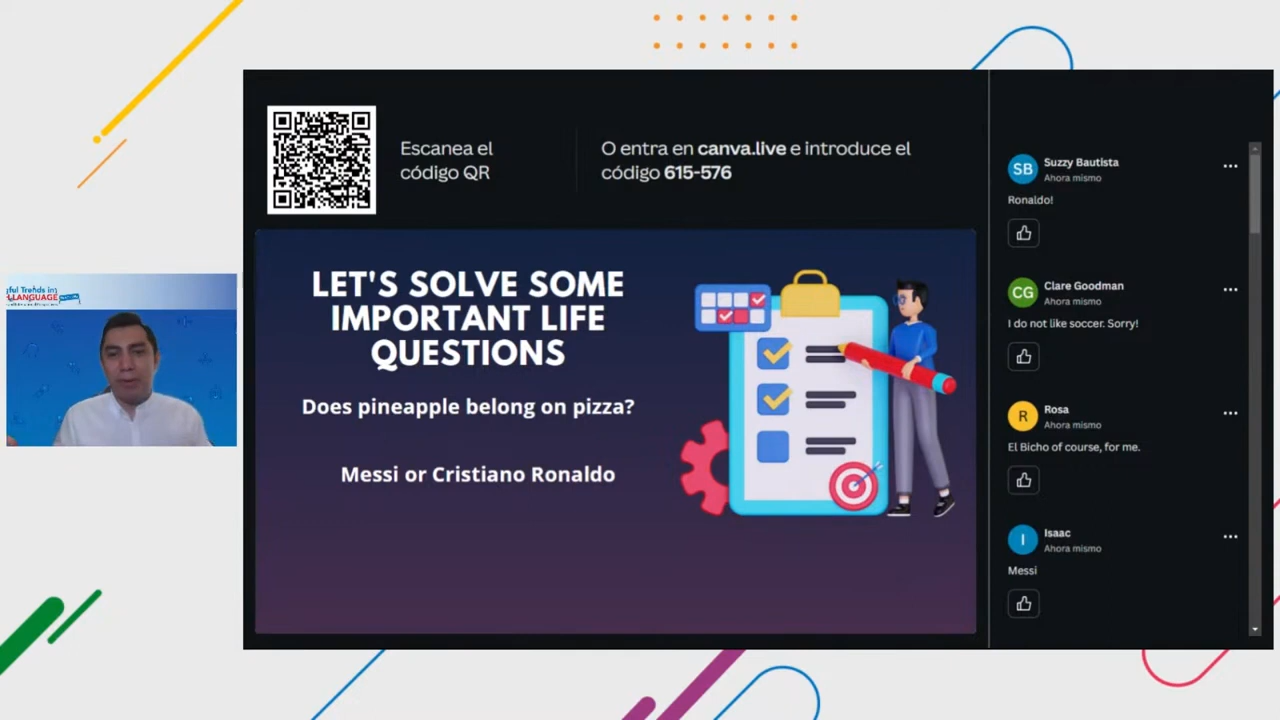 Escanea el
código QR
O entra en canva.live e introduce el
código 615-576
LET'S SOLVE SOME
IMPORTANT LIFE
QUESTIONS
Does pineapple belong on pizza?
Messi or Cristiano Ronaldo
ful Trends in
LANGUAGE
SB
Suzzy Bautista
Ahora mismo
Ronaldo!
CG
Clare Goodman
Ahora mismo
I do not like soccer. Sorry!
R
Rosa
Ahora mismo
El Bicho of course, for me.
I
Isaac
Ahora mismo
Messi